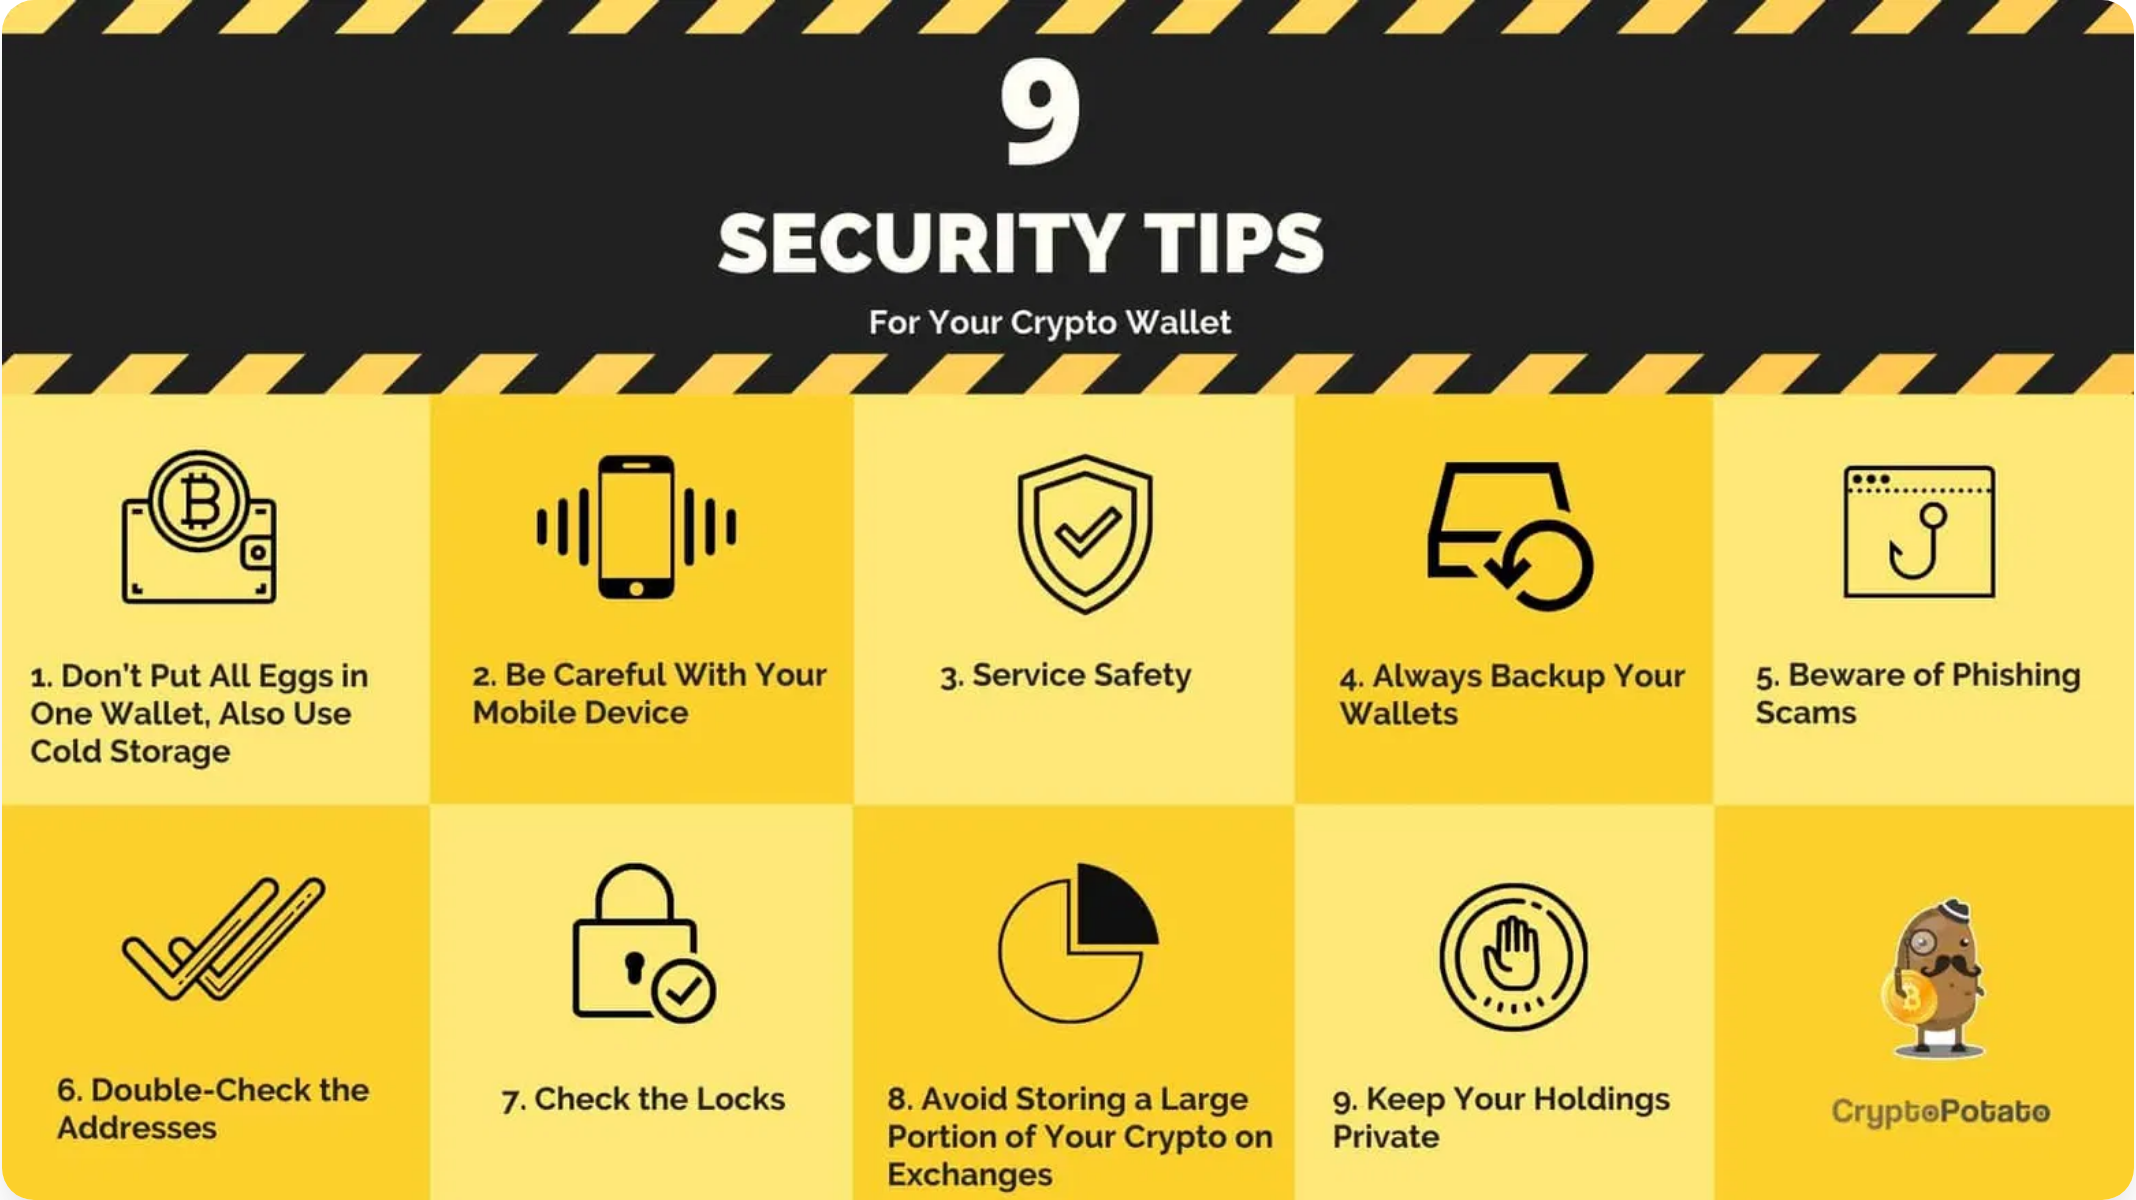 9
SECURITY TIPS
For Your Crypto Wallet
1. Don't Put All Eggs in
One Wallet, Also Use
Cold Storage
2. Be Careful With Your
Mobile Device
3. Service Safety
4. Always Backup Your
Wallets
5. Beware of Phishing
Scams
6. Double-Check the
Addresses
7. Check the Locks
8. Avoid Storing a Large
Portion of Your Crypto on
Exchanges
9. Keep Your Holdings
Private
CryptoPotato